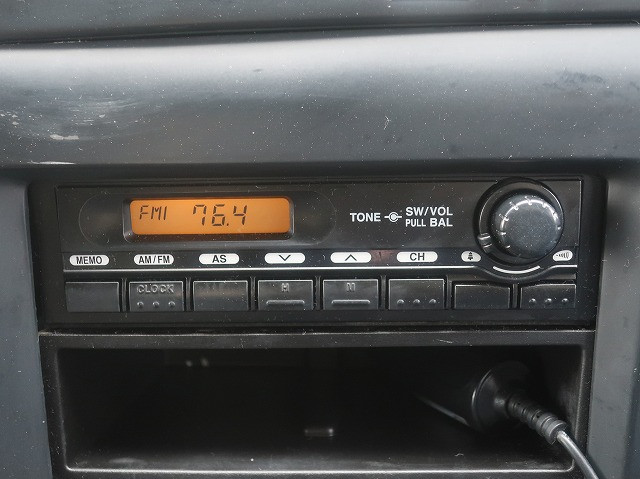 FM1 76.4
TONE SW/VOL
PULL BAL
MEMO AM/FM AS CH
CLOCK H M